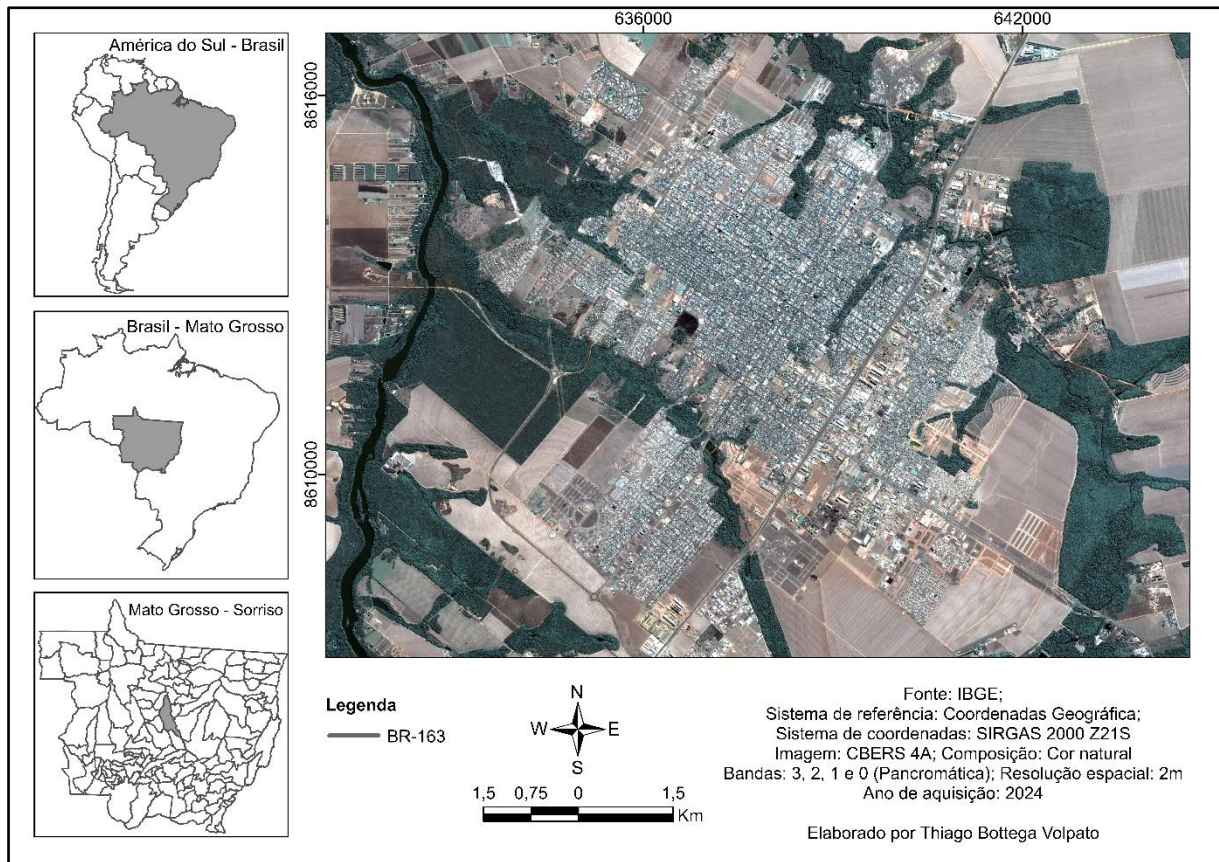 América do Sul - Brasil
Brasil - Mato Grosso
Mato Grosso - Sorriso
636000
642000
8616000
8610000
Legenda
BR-163
N
W
E
S
1,5
0,75
0
1,5
Km
Fonte: IBGE;
Sistema de referência: Coordenadas Geográfica;
Sistema de coordenadas: SIRGAS 2000 Z21S
Imagem: CBERS 4A; Composição: Cor natural
Bandas: 3, 2, 1 e 0 (Pancromática); Resolução espacial: 2m
Ano de aquisição: 2024
Elaborado por Thiago Bottega Volpato